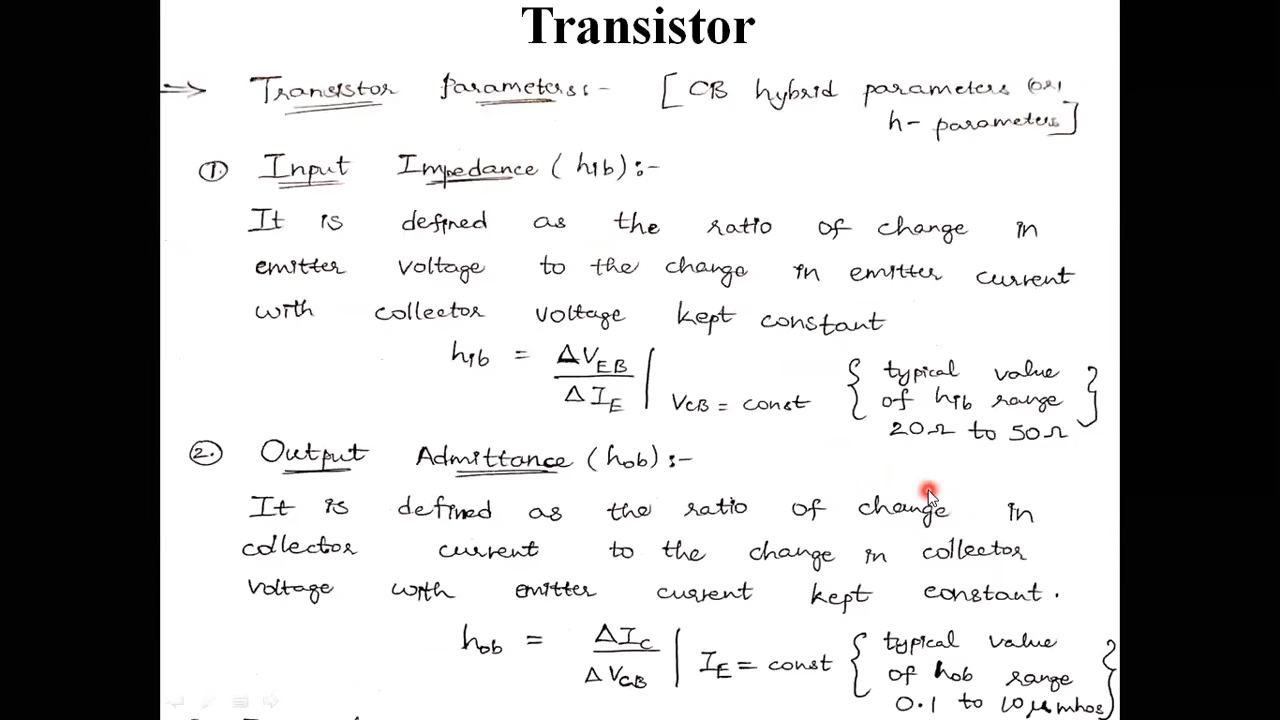 Transistor
⇒ Transistor Parameters:- [CB hybrid parameters (or)
h-parameters]
①. Input Impedance (hib):-
It is defined as the ratio of change in
emitter voltage to the change in emitter current
with collector voltage kept constant
hib = ΔVEB / ΔIE | VCB = const { typical value
of hib range
20Ω to 50Ω }
②. Output Admittance (hob):-
It is defined as the ratio of change in
collector current to the change in collector
voltage with emitter current kept constant.
hob = ΔIC / ΔVCB | IE = const { typical value
of hob range
0.1 to 10 μ mhos }